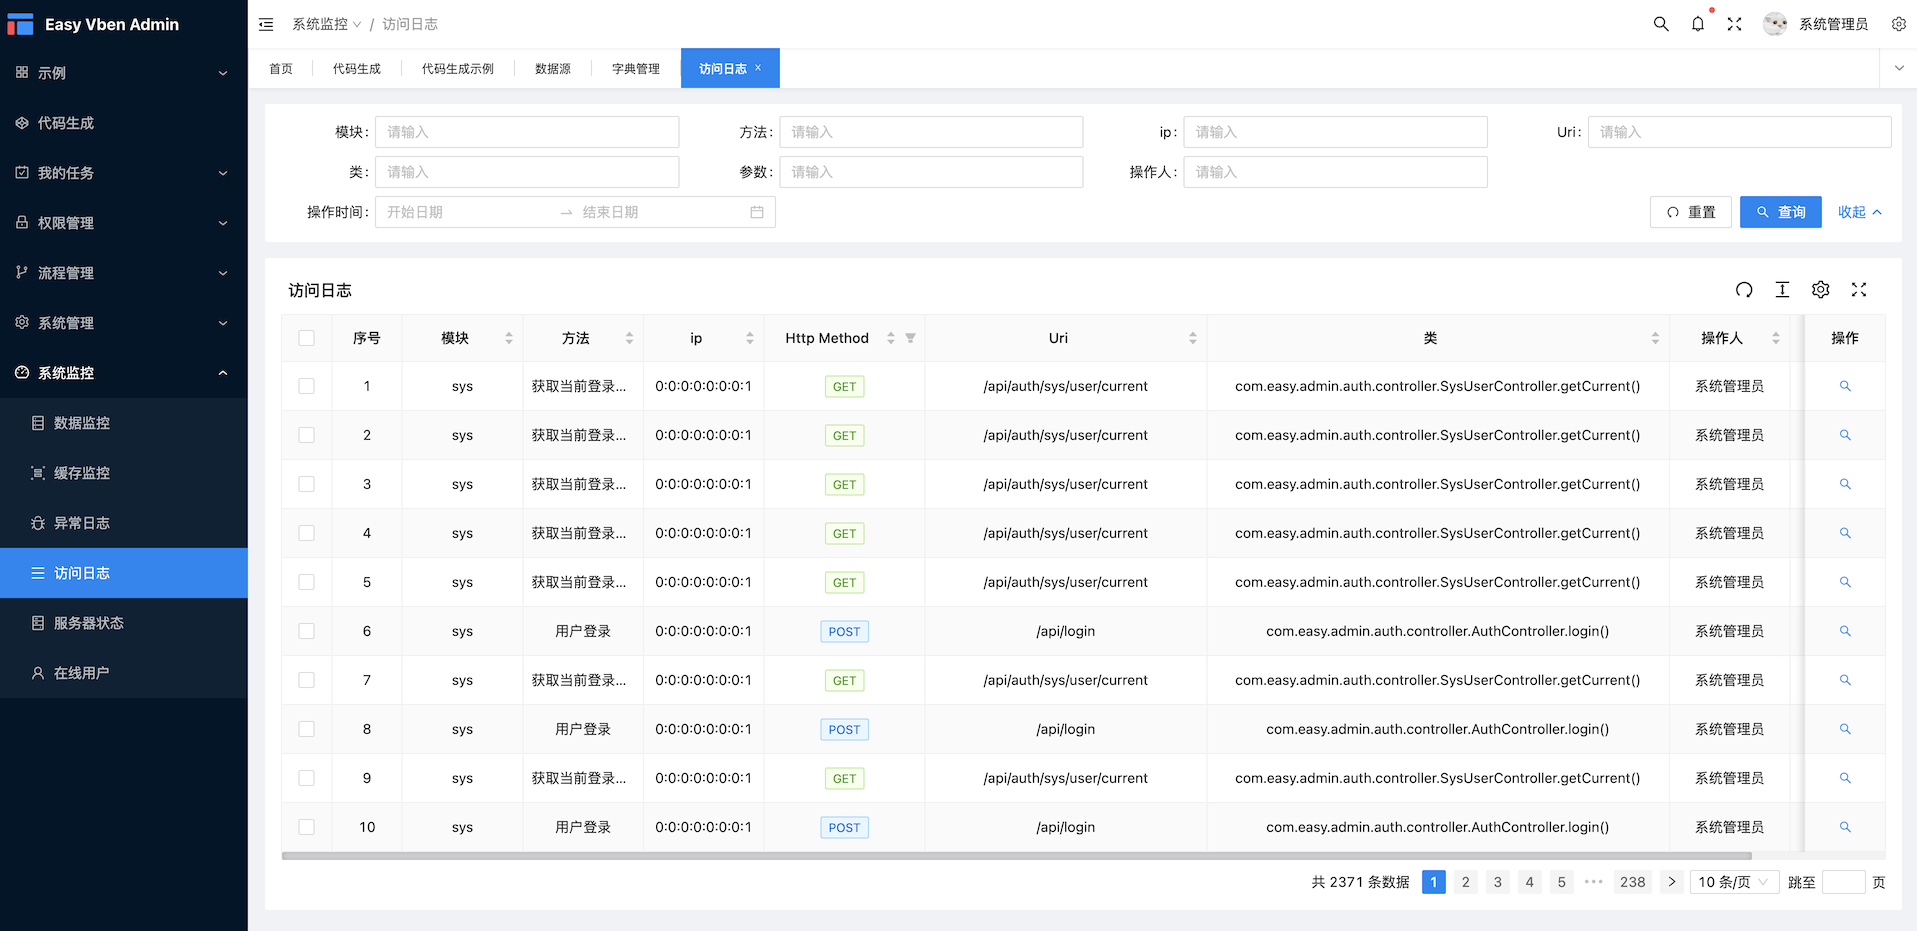 Easy Vben Admin
系统监控 / 访问日志
系统管理员
示例
代码生成
我的任务
权限管理
流程管理
系统管理
系统监控
数据监控
缓存监控
异常日志
访问日志
服务器状态
在线用户
首页 代码生成 代码生成示例 数据源 字典管理 访问日志 ×
模块: 请输入 方法: 请输入 ip: 请输入 Uri: 请输入
类: 请输入 参数: 请输入 操作人: 请输入
操作时间: 开始日期 → 结束日期 重置 查询 收起
访问日志
序号 模块 方法 ip Http Method Uri 类 操作人 操作
1 sys 获取当前登录... 0:0:0:0:0:0:0:1 GET /api/auth/sys/user/current com.easy.admin.auth.controller.SysUserController.getCurrent() 系统管理员
2 sys 获取当前登录... 0:0:0:0:0:0:0:1 GET /api/auth/sys/user/current com.easy.admin.auth.controller.SysUserController.getCurrent() 系统管理员
3 sys 获取当前登录... 0:0:0:0:0:0:0:1 GET /api/auth/sys/user/current com.easy.admin.auth.controller.SysUserController.getCurrent() 系统管理员
4 sys 获取当前登录... 0:0:0:0:0:0:0:1 GET /api/auth/sys/user/current com.easy.admin.auth.controller.SysUserController.getCurrent() 系统管理员
5 sys 获取当前登录... 0:0:0:0:0:0:0:1 GET /api/auth/sys/user/current com.easy.admin.auth.controller.SysUserController.getCurrent() 系统管理员
6 sys 用户登录 0:0:0:0:0:0:0:1 POST /api/login com.easy.admin.auth.controller.AuthController.login() 系统管理员
7 sys 获取当前登录... 0:0:0:0:0:0:0:1 GET /api/auth/sys/user/current com.easy.admin.auth.controller.SysUserController.getCurrent() 系统管理员
8 sys 用户登录 0:0:0:0:0:0:0:1 POST /api/login com.easy.admin.auth.controller.AuthController.login() 系统管理员
9 sys 获取当前登录... 0:0:0:0:0:0:0:1 GET /api/auth/sys/user/current com.easy.admin.auth.controller.SysUserController.getCurrent() 系统管理员
10 sys 用户登录 0:0:0:0:0:0:0:1 POST /api/login com.easy.admin.auth.controller.AuthController.login() 系统管理员
共 2371 条数据 1 2 3 4 5 ••• 238 > 10 条/页 跳至 页